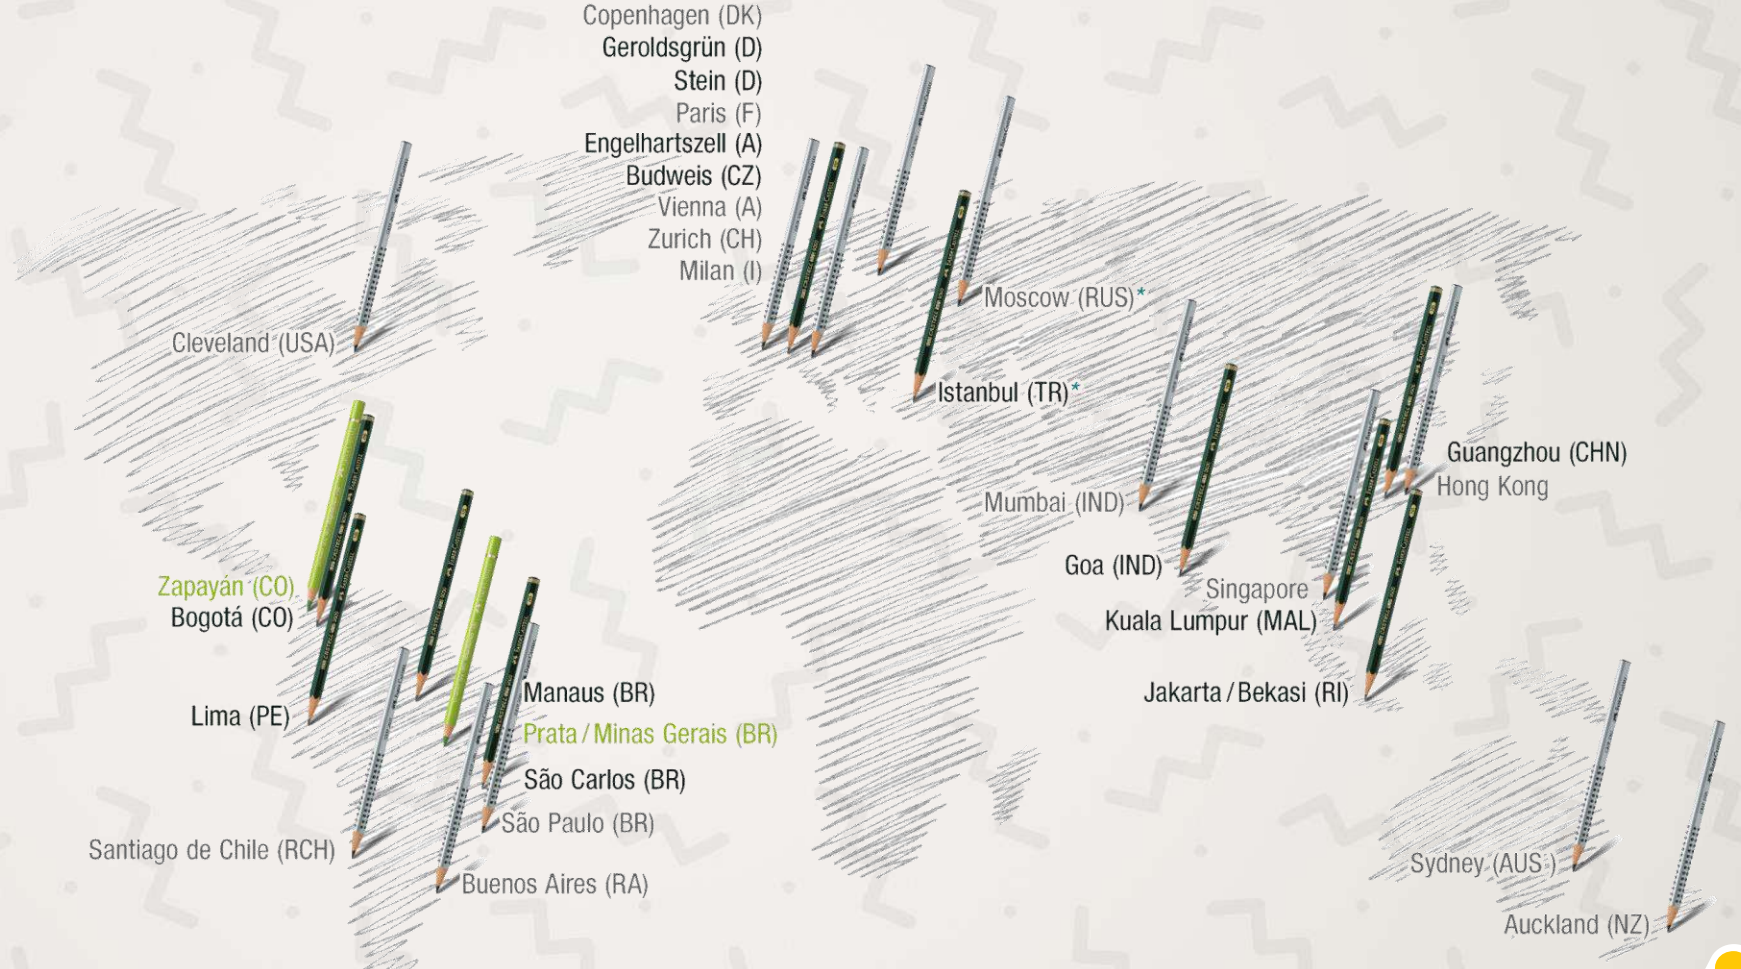 Copenhagen (DK)
Geroldsgrün (D)
Stein (D)
Paris (F)
Engelhartszell (A)
Budweis (CZ)
Vienna (A)
Zurich (CH)
Milan (I)
Moscow (RUS)*
Cleveland (USA)
Istanbul (TR)*
Guangzhou (CHN)
Hong Kong
Mumbai (IND)
Goa (IND)
Singapore
Kuala Lumpur (MAL)
Jakarta / Bekasi (RI)
Zapayán (CO)
Bogotá (CO)
Lima (PE)
Manaus (BR)
Prata / Minas Gerais (BR)
São Carlos (BR)
São Paulo (BR)
Santiago de Chile (RCH)
Buenos Aires (RA)
Sydney (AUS )
Auckland (NZ)